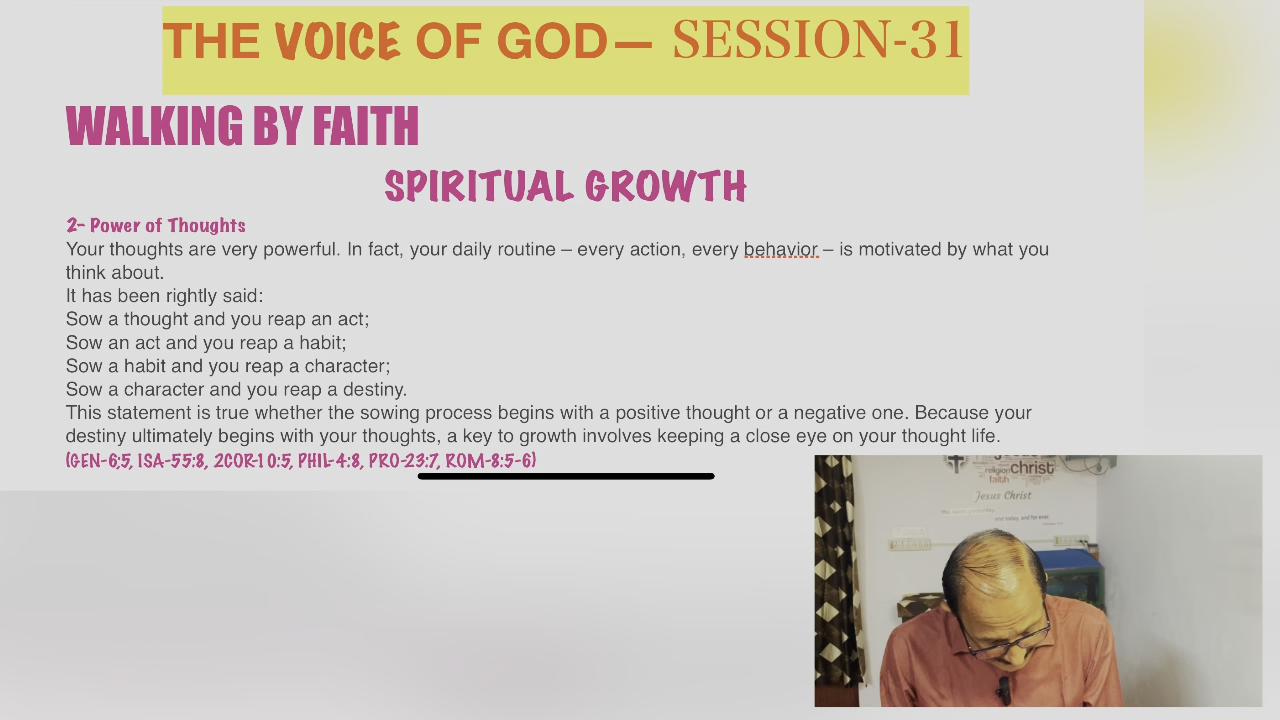 THE VOICE OF GOD— SESSION-31
WALKING BY FAITH
SPIRITUAL GROWTH
2- Power of Thoughts
Your thoughts are very powerful. In fact, your daily routine – every action, every behavior – is motivated by what you
think about.
It has been rightly said:
Sow a thought and you reap an act;
Sow an act and you reap a habit;
Sow a habit and you reap a character;
Sow a character and you reap a destiny.
This statement is true whether the sowing process begins with a positive thought or a negative one. Because your
destiny ultimately begins with your thoughts, a key to growth involves keeping a close eye on your thought life.
(GEN-6:5, ISA-55:8, 2COR-10:5, PHIL-4:8, PRO-23:7, ROM-8:5-6)
religion christ
faith
Jesus Christ
and today, and for ever.